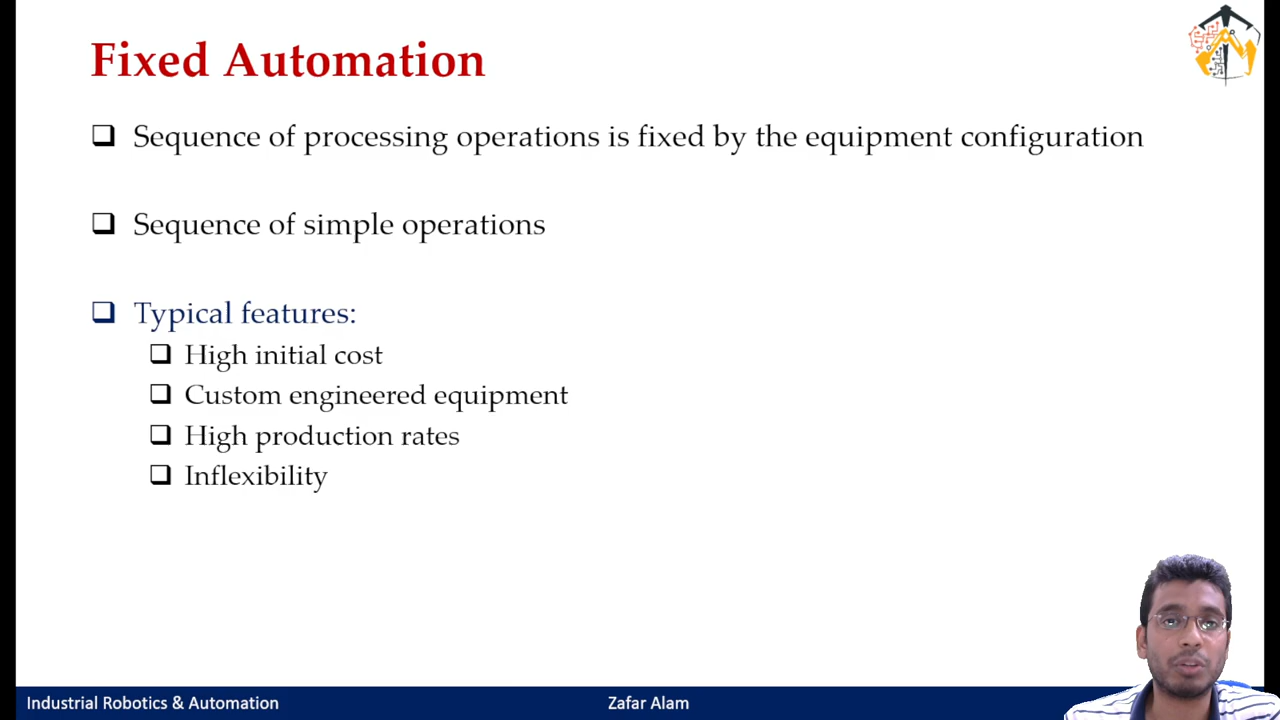 Fixed Automation
Sequence of processing operations is fixed by the equipment configuration
Sequence of simple operations
Typical features:
High initial cost
Custom engineered equipment
High production rates
Inflexibility
Industrial Robotics & Automation
Zafar Alam